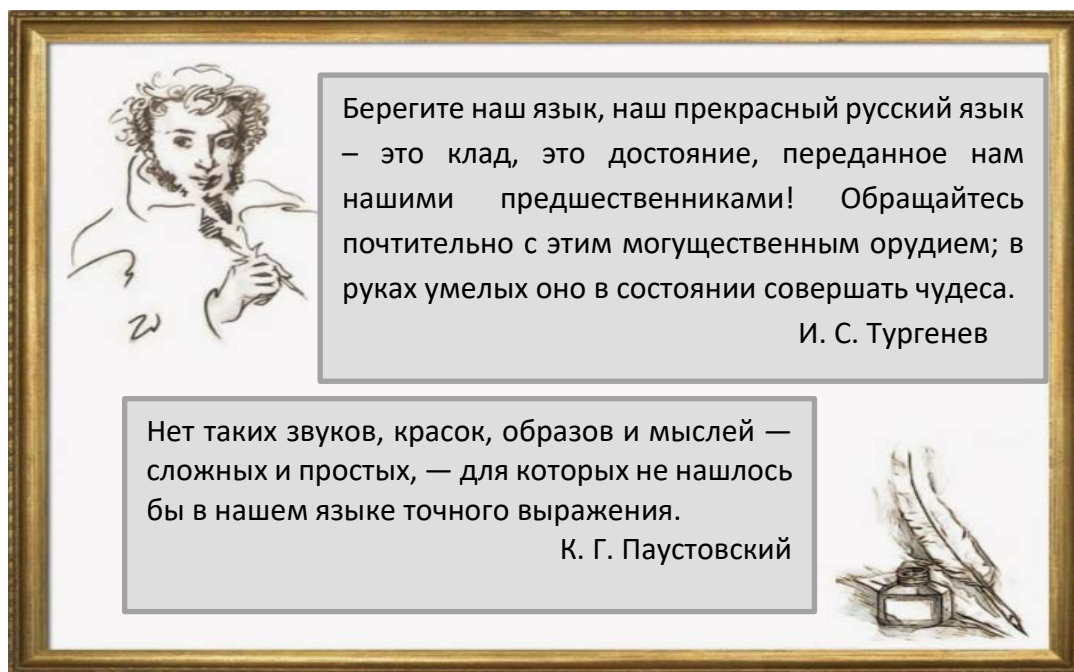 Берегите наш язык, наш прекрасный русский язык
– это клад, это достояние, переданное нам
нашими предшественниками! Обращайтесь
почтительно с этим могущественным орудием; в
руках умелых оно в состоянии совершать чудеса.
И. С. Тургенев
Нет таких звуков, красок, образов и мыслей —
сложных и простых, — для которых не нашлось
бы в нашем языке точного выражения.
К. Г. Паустовский